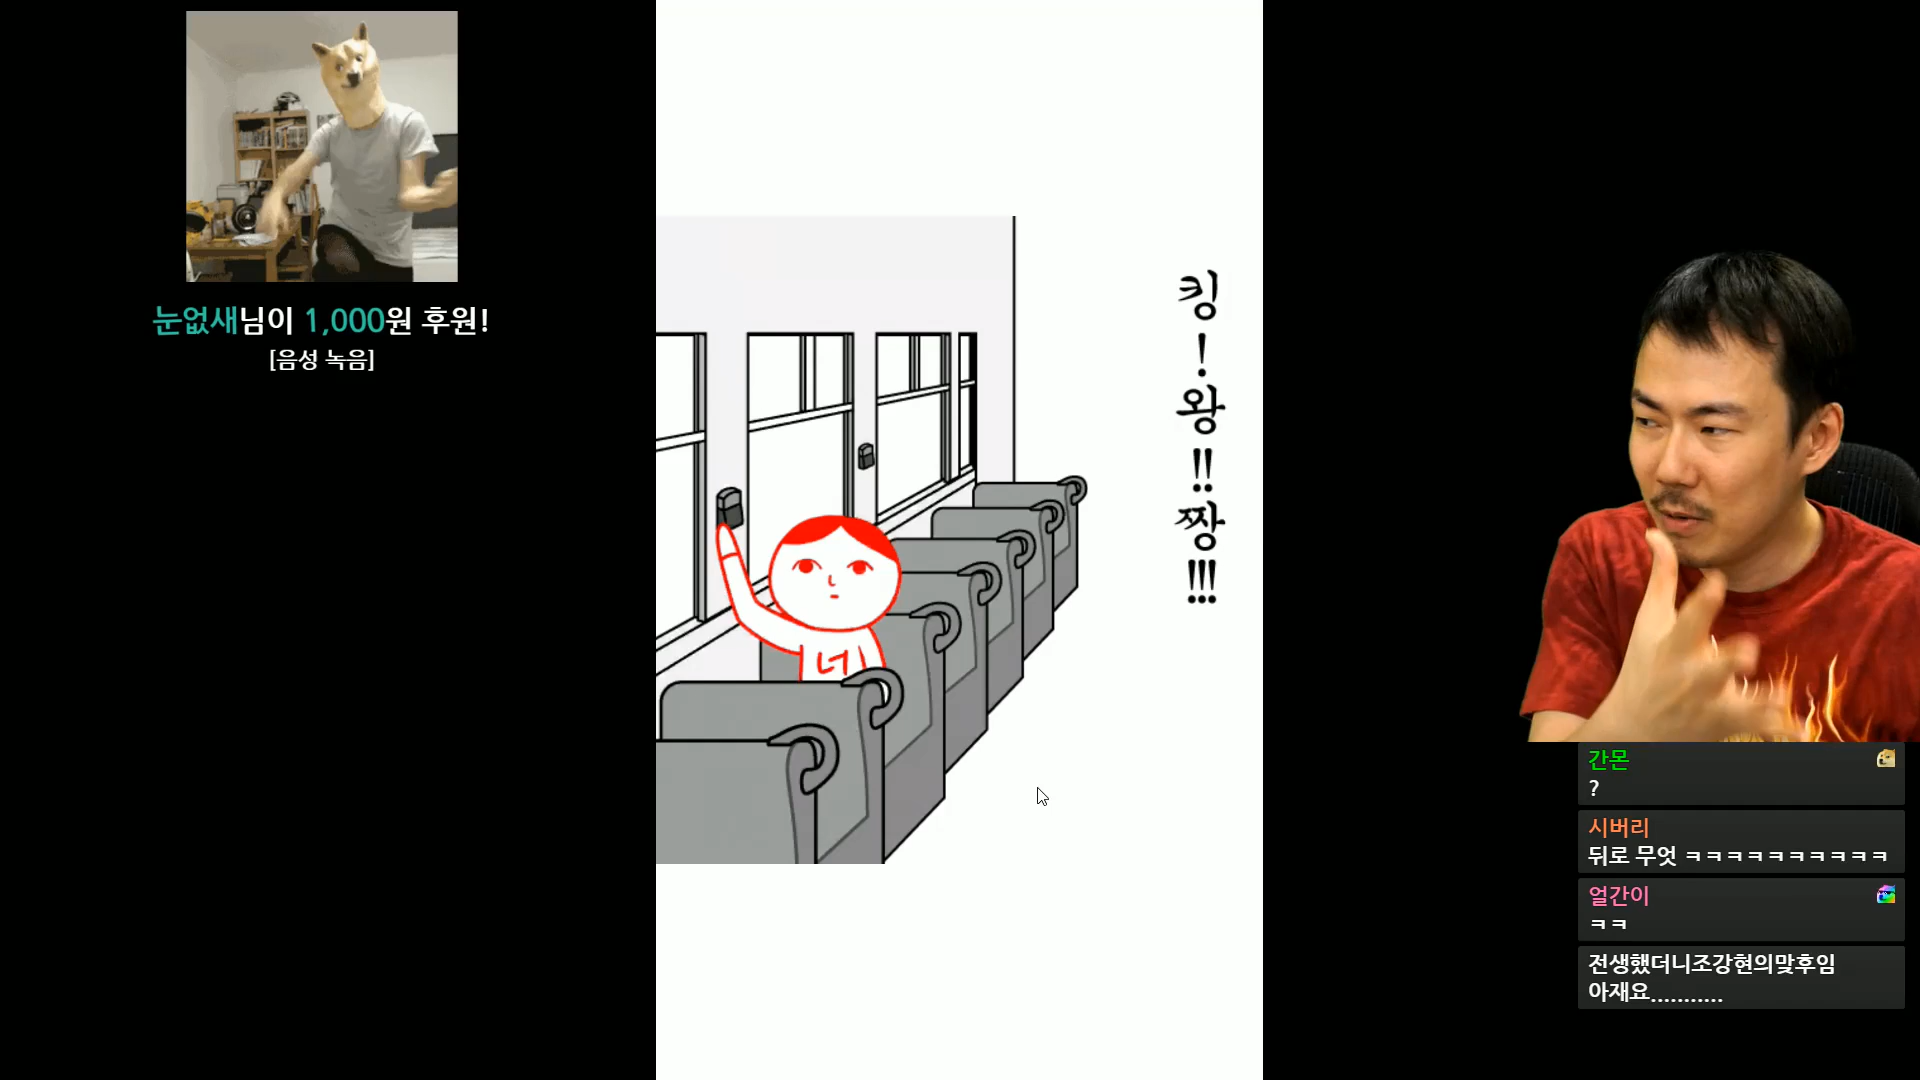 눈없새님이 1,000원 후원!
[음성 녹음]
킹!왕!!짱!!!
네
간몬
?
시버리
뒤로 무엇 ㅋㅋㅋㅋㅋㅋㅋㅋㅋㅋ
얼간이
ㅋㅋ
전생했더니조강현의맞후임
아재요...........